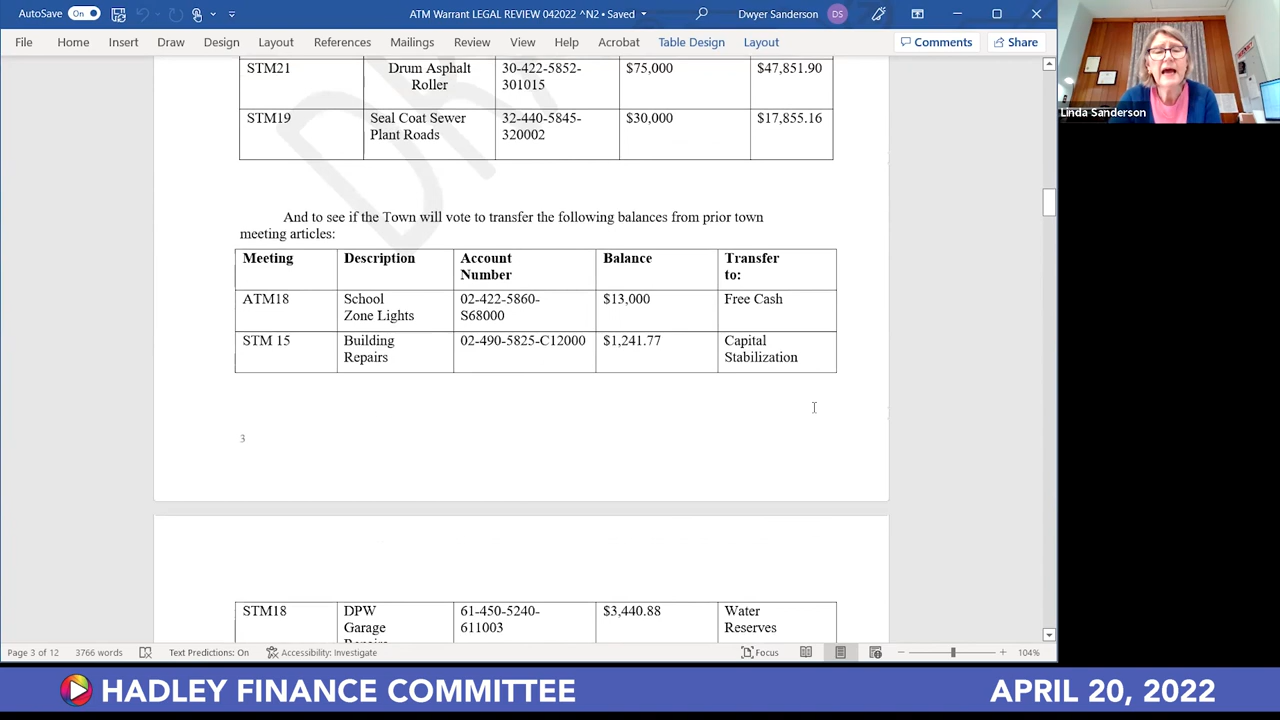 AutoSave On ATM Warrant LEGAL REVIEW 042022 ^N2 • Saved Dwyer Sanderson DS
File Home Insert Draw Design Layout References Mailings Review View Help Acrobat Table Design Layout Comments Share
STM21 Drum Asphalt 30-422-5852- $75,000 $47,851.90
Roller 301015
STM19 Seal Coat Sewer 32-440-5845- $30,000 $17,855.16
Plant Roads 320002
And to see if the Town will vote to transfer the following balances from prior town
meeting articles:
Meeting Description Account Balance Transfer
Number to:
ATM18 School 02-422-5860- $13,000 Free Cash
Zone Lights S68000
STM 15 Building 02-490-5825-C12000 $1,241.77 Capital
Repairs Stabilization
3
STM18 DPW 61-450-5240- $3,440.88 Water
Garage 611003 Reserves
Repairs
Page 3 of 12 3766 words Text Predictions: On Accessibility: Investigate Focus 104%
Linda Sanderson
HADLEY FINANCE COMMITTEE APRIL 20, 2022